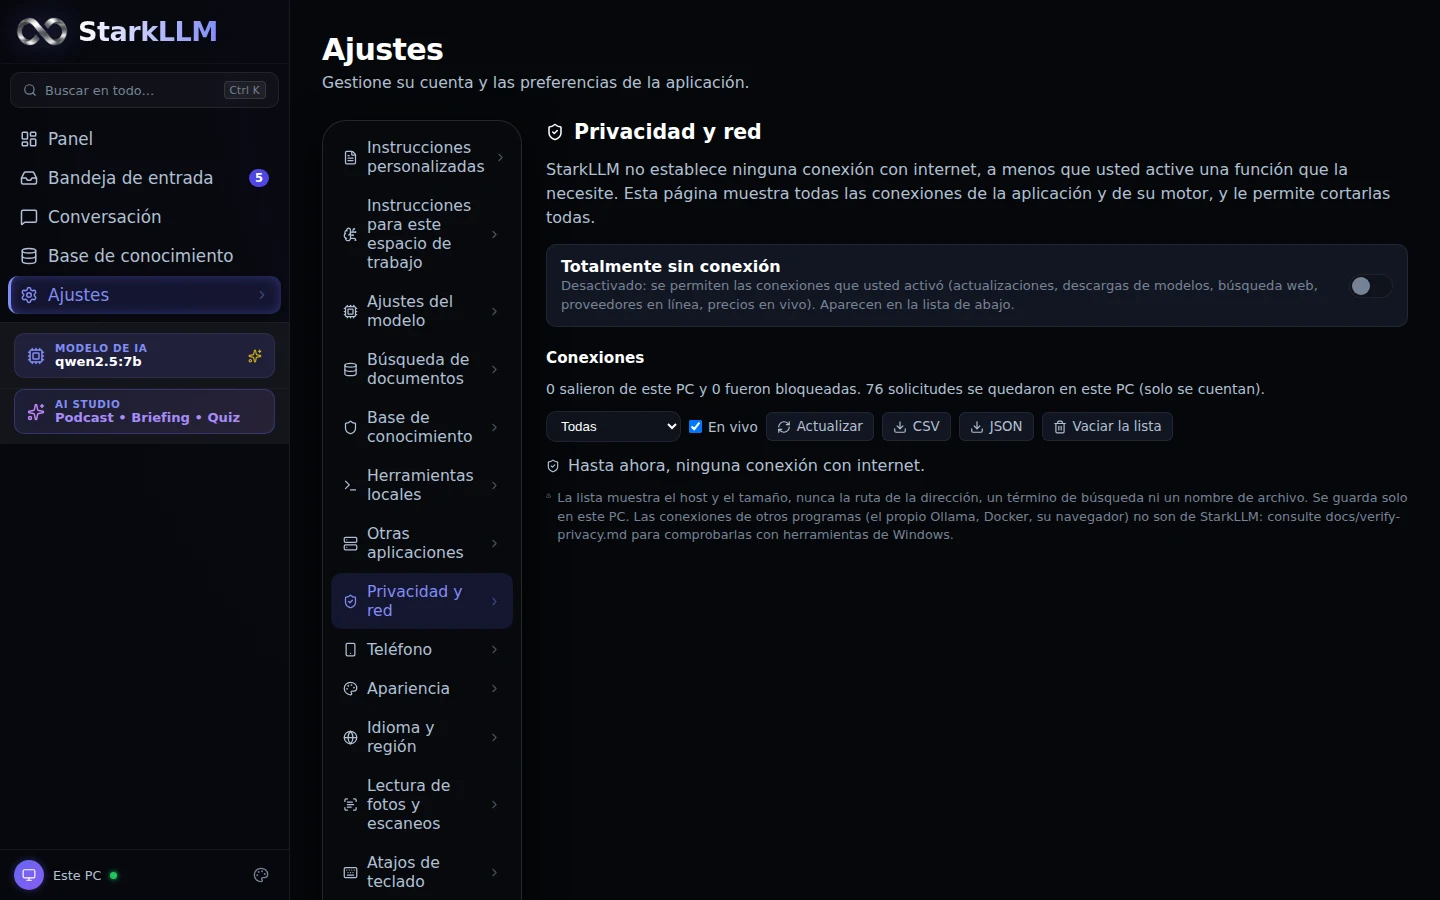 StarkLLM
Buscar en todo...
Ctrl K
Panel
Bandeja de entrada
5
Conversación
Base de conocimiento
Ajustes
MODELO DE IA
qwen2.5:7b
AI STUDIO
Podcast • Briefing • Quiz
Este PC
Ajustes
Gestione su cuenta y las preferencias de la aplicación.
Instrucciones
personalizadas
Instrucciones
para este
espacio de
trabajo
Ajustes del
modelo
Búsqueda de
documentos
Base de
conocimiento
Herramientas
locales
Otras
aplicaciones
Privacidad y
red
Teléfono
Apariencia
Idioma y
región
Lectura de
fotos y
escaneos
Atajos de
teclado
Privacidad y red
StarkLLM no establece ninguna conexión con internet, a menos que usted active una función que la
necesite. Esta página muestra todas las conexiones de la aplicación y de su motor, y le permite cortarlas
todas.
Totalmente sin conexión
Desactivado: se permiten las conexiones que usted activó (actualizaciones, descargas de modelos, búsqueda web,
proveedores en línea, precios en vivo). Aparecen en la lista de abajo.
Conexiones
0 salieron de este PC y 0 fueron bloqueadas. 76 solicitudes se quedaron en este PC (solo se cuentan).
Todas
En vivo
Actualizar
CSV
JSON
Vaciar la lista
Hasta ahora, ninguna conexión con internet.
La lista muestra el host y el tamaño, nunca la ruta de la dirección, un término de búsqueda ni un nombre de archivo. Se guarda solo
en este PC. Las conexiones de otros programas (el propio Ollama, Docker, su navegador) no son de StarkLLM: consulte docs/verify-
privacy.md para comprobarlas con herramientas de Windows.